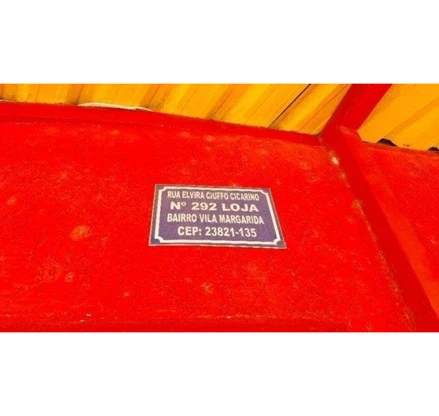 RUA ELVIRA CIUFFO CICARINO
Nº 292 LOJA
BAIRRO VILA MARGARIDA
CEP: 23821-135